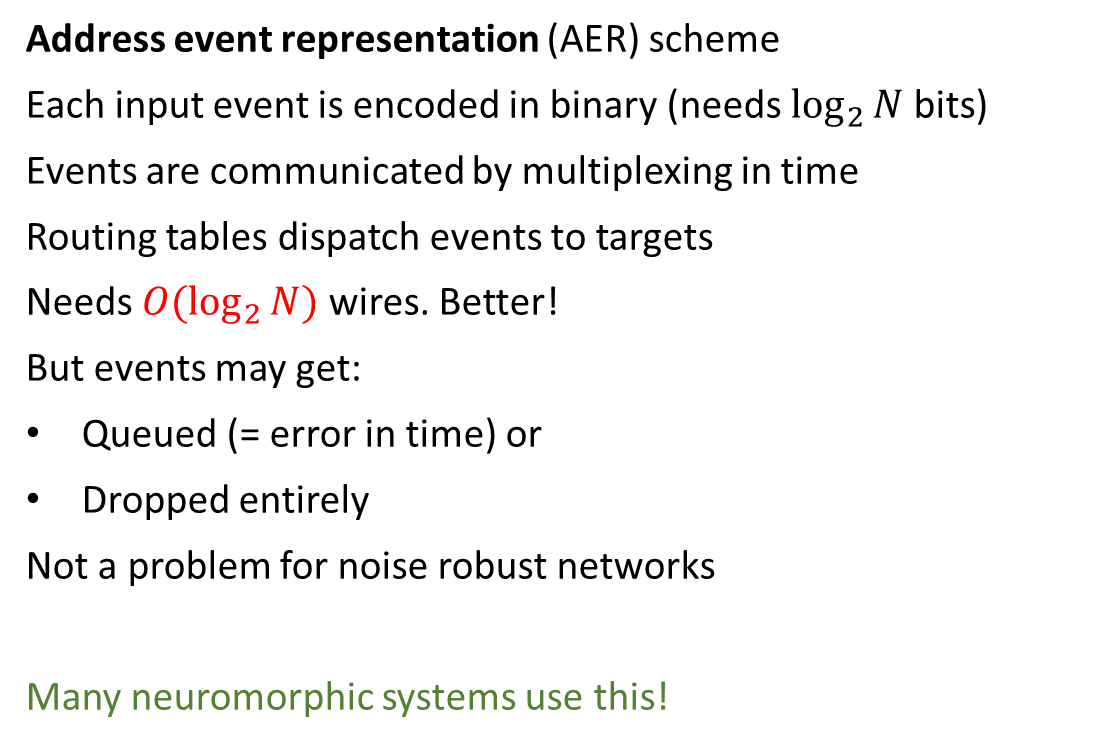 Address event representation (AER) scheme
Each input event is encoded in binary (needs log₂ N bits)
Events are communicated by multiplexing in time
Routing tables dispatch events to targets
Needs O(log₂ N) wires. Better!
But events may get:
• Queued (= error in time) or
• Dropped entirely
Not a problem for noise robust networks
Many neuromorphic systems use this!